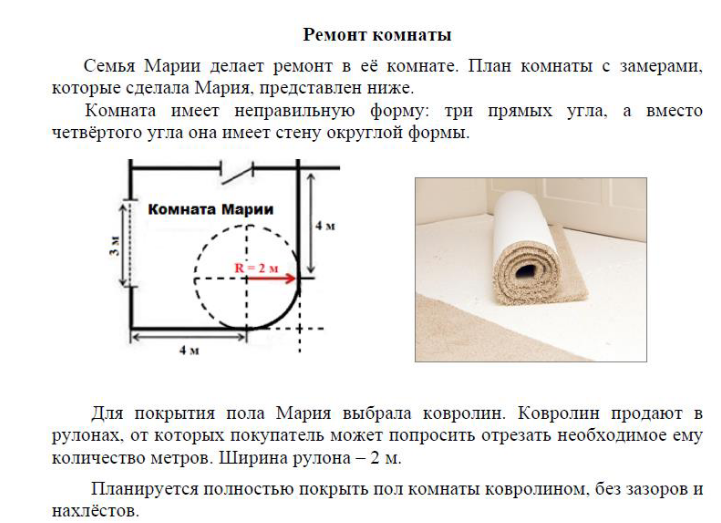 Ремонт комнаты
Семья Марии делает ремонт в её комнате. План комнаты с замерами,
которые сделала Мария, представлен ниже.
Комната имеет неправильную форму: три прямых угла, а вместо
четвёртого угла она имеет стену округлой формы.
Комната Марии
4 м
3 м
R = 2 м
4 м
Для покрытия пола Мария выбрала ковролин. Ковролин продают в
рулонах, от которых покупатель может попросить отрезать необходимое ему
количество метров. Ширина рулона – 2 м.
Планируется полностью покрыть пол комнаты ковролином, без зазоров и
нахлёстов.